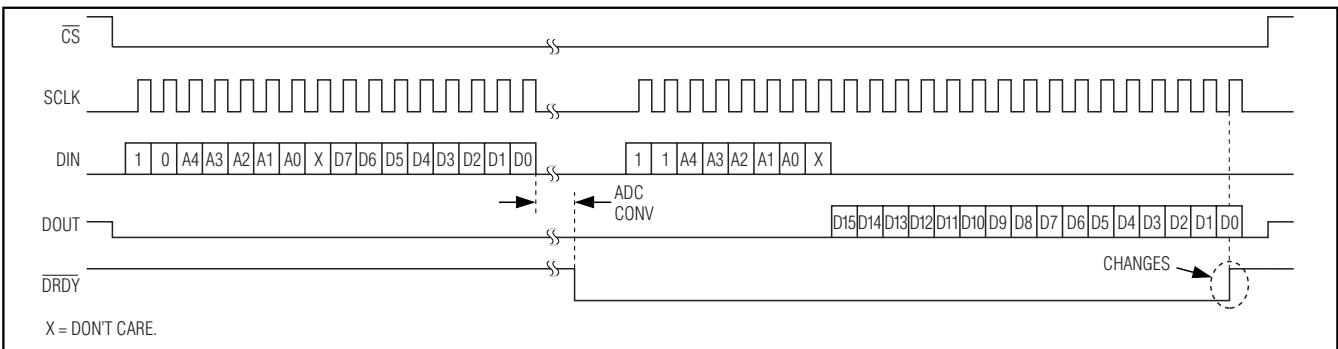 CS
SCLK
DIN 1 0 A4 A3 A2 A1 A0 X D7 D6 D5 D4 D3 D2 D1 D0 1 1 A4 A3 A2 A1 A0 X
ADC
CONV
DOUT D15 D14 D13 D12 D11 D10 D9 D8 D7 D6 D5 D4 D3 D2 D1 D0
CHANGES
DRDY
X = DON'T CARE.